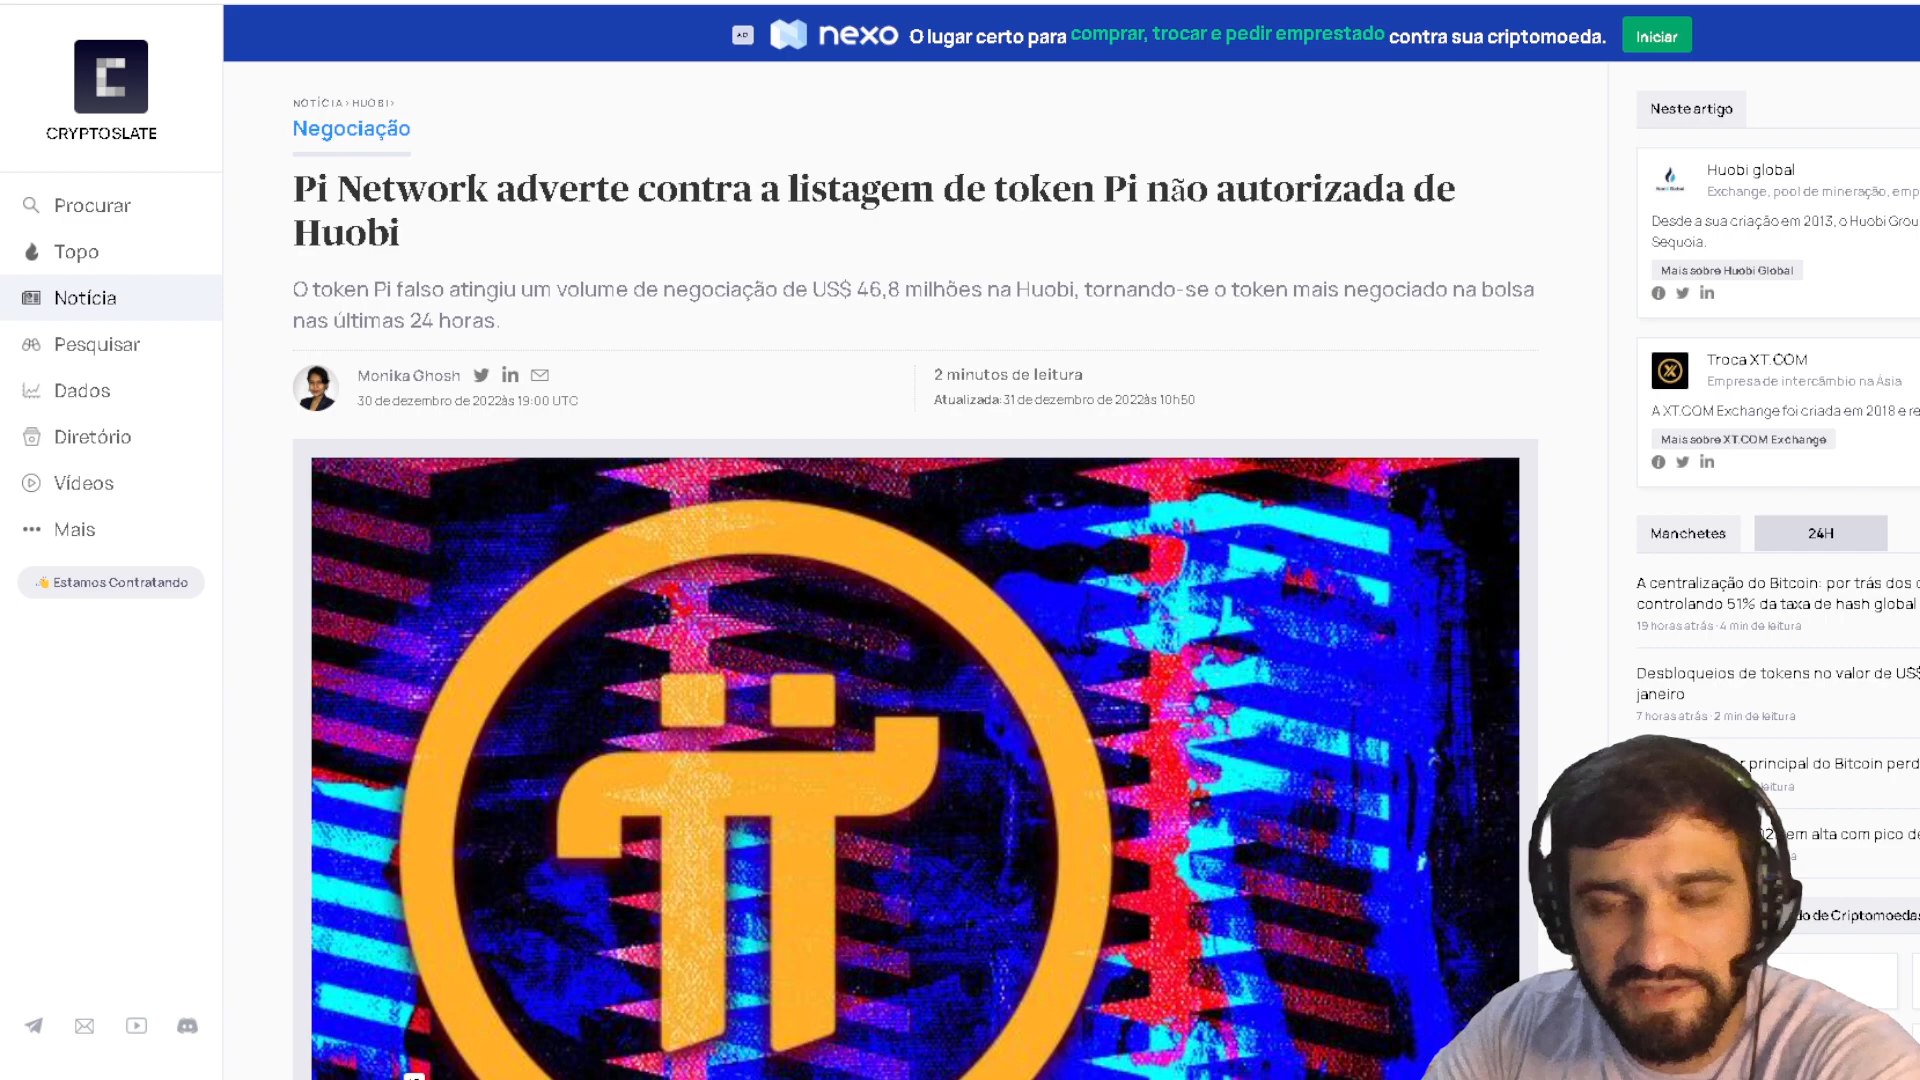 AD
nexo O lugar certo para comprar, trocar e pedir emprestado contra sua criptomoeda. Iniciar
CRYPTOSLATE
Procurar
Topo
Notícia
Pesquisar
Dados
Diretório
Vídeos
Mais
Estamos Contratando
NOTÍCIA › HUOBI ›
Negociação
Pi Network adverte contra a listagem de token Pi não autorizada de
Huobi
O token Pi falso atingiu um volume de negociação de US$ 46,8 milhões na Huobi, tornando-se o token mais negociado na bolsa
nas últimas 24 horas.
Monika Ghosh
30 de dezembro de 2022às 19:00 UTC
2 minutos de leitura
Atualizada: 31 de dezembro de 2022às 10h50
Neste artigo
Huobi global
Exchange, pool de mineração,
Desde a sua criação em 2013, o Huobi
Sequoia.
Mais sobre Huobi Global
Troca XT.COM
Empresa de intercâmbio na Ásia
A XT.COM Exchange foi criada em 2018 e
Mais sobre XT.COM Exchange
Manchetes
24H
A centralização do Bitcoin: por trás dos
controlando 51% da taxa de hash global
19 horas atrás · 4 min de leitura
Desbloqueios de tokens no valor de US$
janeiro
7 horas atrás · 2 min de leitura
principal do Bitcoin
leitura
em alta com pico de
de Criptomoedas